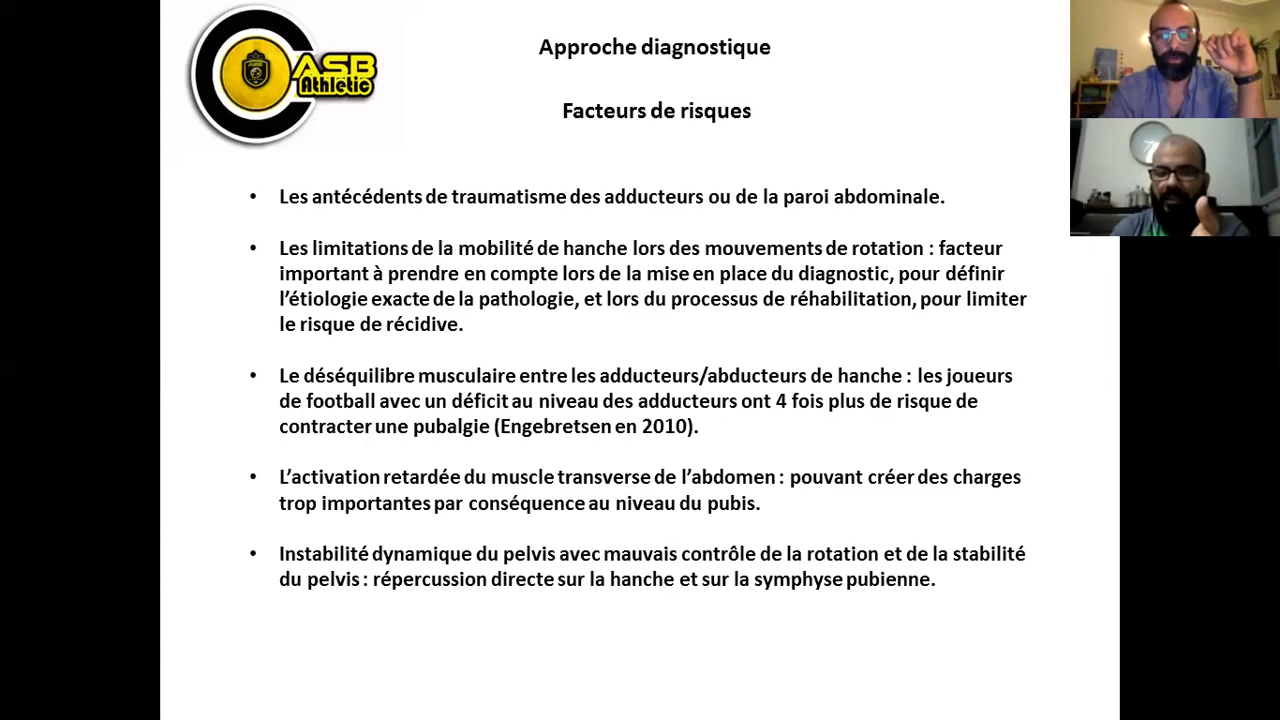 ASB
Athletic
Approche diagnostique
Facteurs de risques
• Les antécédents de traumatisme des adducteurs ou de la paroi abdominale.
• Les limitations de la mobilité de hanche lors des mouvements de rotation : facteur
important à prendre en compte lors de la mise en place du diagnostic, pour définir
l’étiologie exacte de la pathologie, et lors du processus de réhabilitation, pour limiter
le risque de récidive.
• Le déséquilibre musculaire entre les adducteurs/abducteurs de hanche : les joueurs
de football avec un déficit au niveau des adducteurs ont 4 fois plus de risque de
contracter une pubalgie (Engebretsen en 2010).
• L’activation retardée du muscle transverse de l’abdomen : pouvant créer des charges
trop importantes par conséquence au niveau du pubis.
• Instabilité dynamique du pelvis avec mauvais contrôle de la rotation et de la stabilité
du pelvis : répercussion directe sur la hanche et sur la symphyse pubienne.